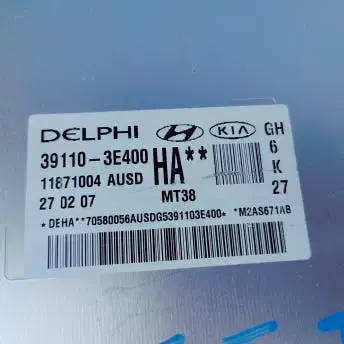 DELPHI KIA GH
39110-3E400 HA** 6
11871004 AUSD K
27 02 07 MT38 27
*DEHA**70580056AUSDG5391103E400* *M2AS671AB